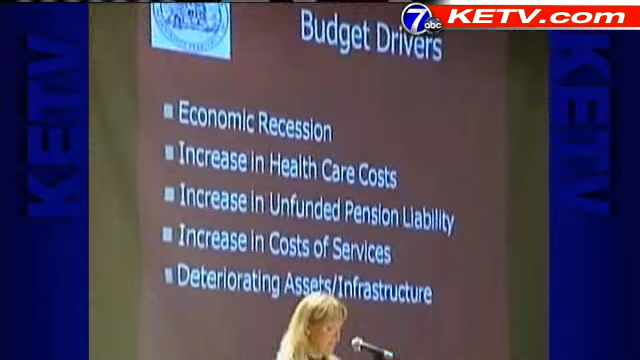 7 abc KETV.com
KETV
KETV
Budget Drivers
Economic Recession
Increase in Health Care Costs
Increase in Unfunded Pension Liability
Increase in Costs of Services
Deteriorating Assets/Infrastructure